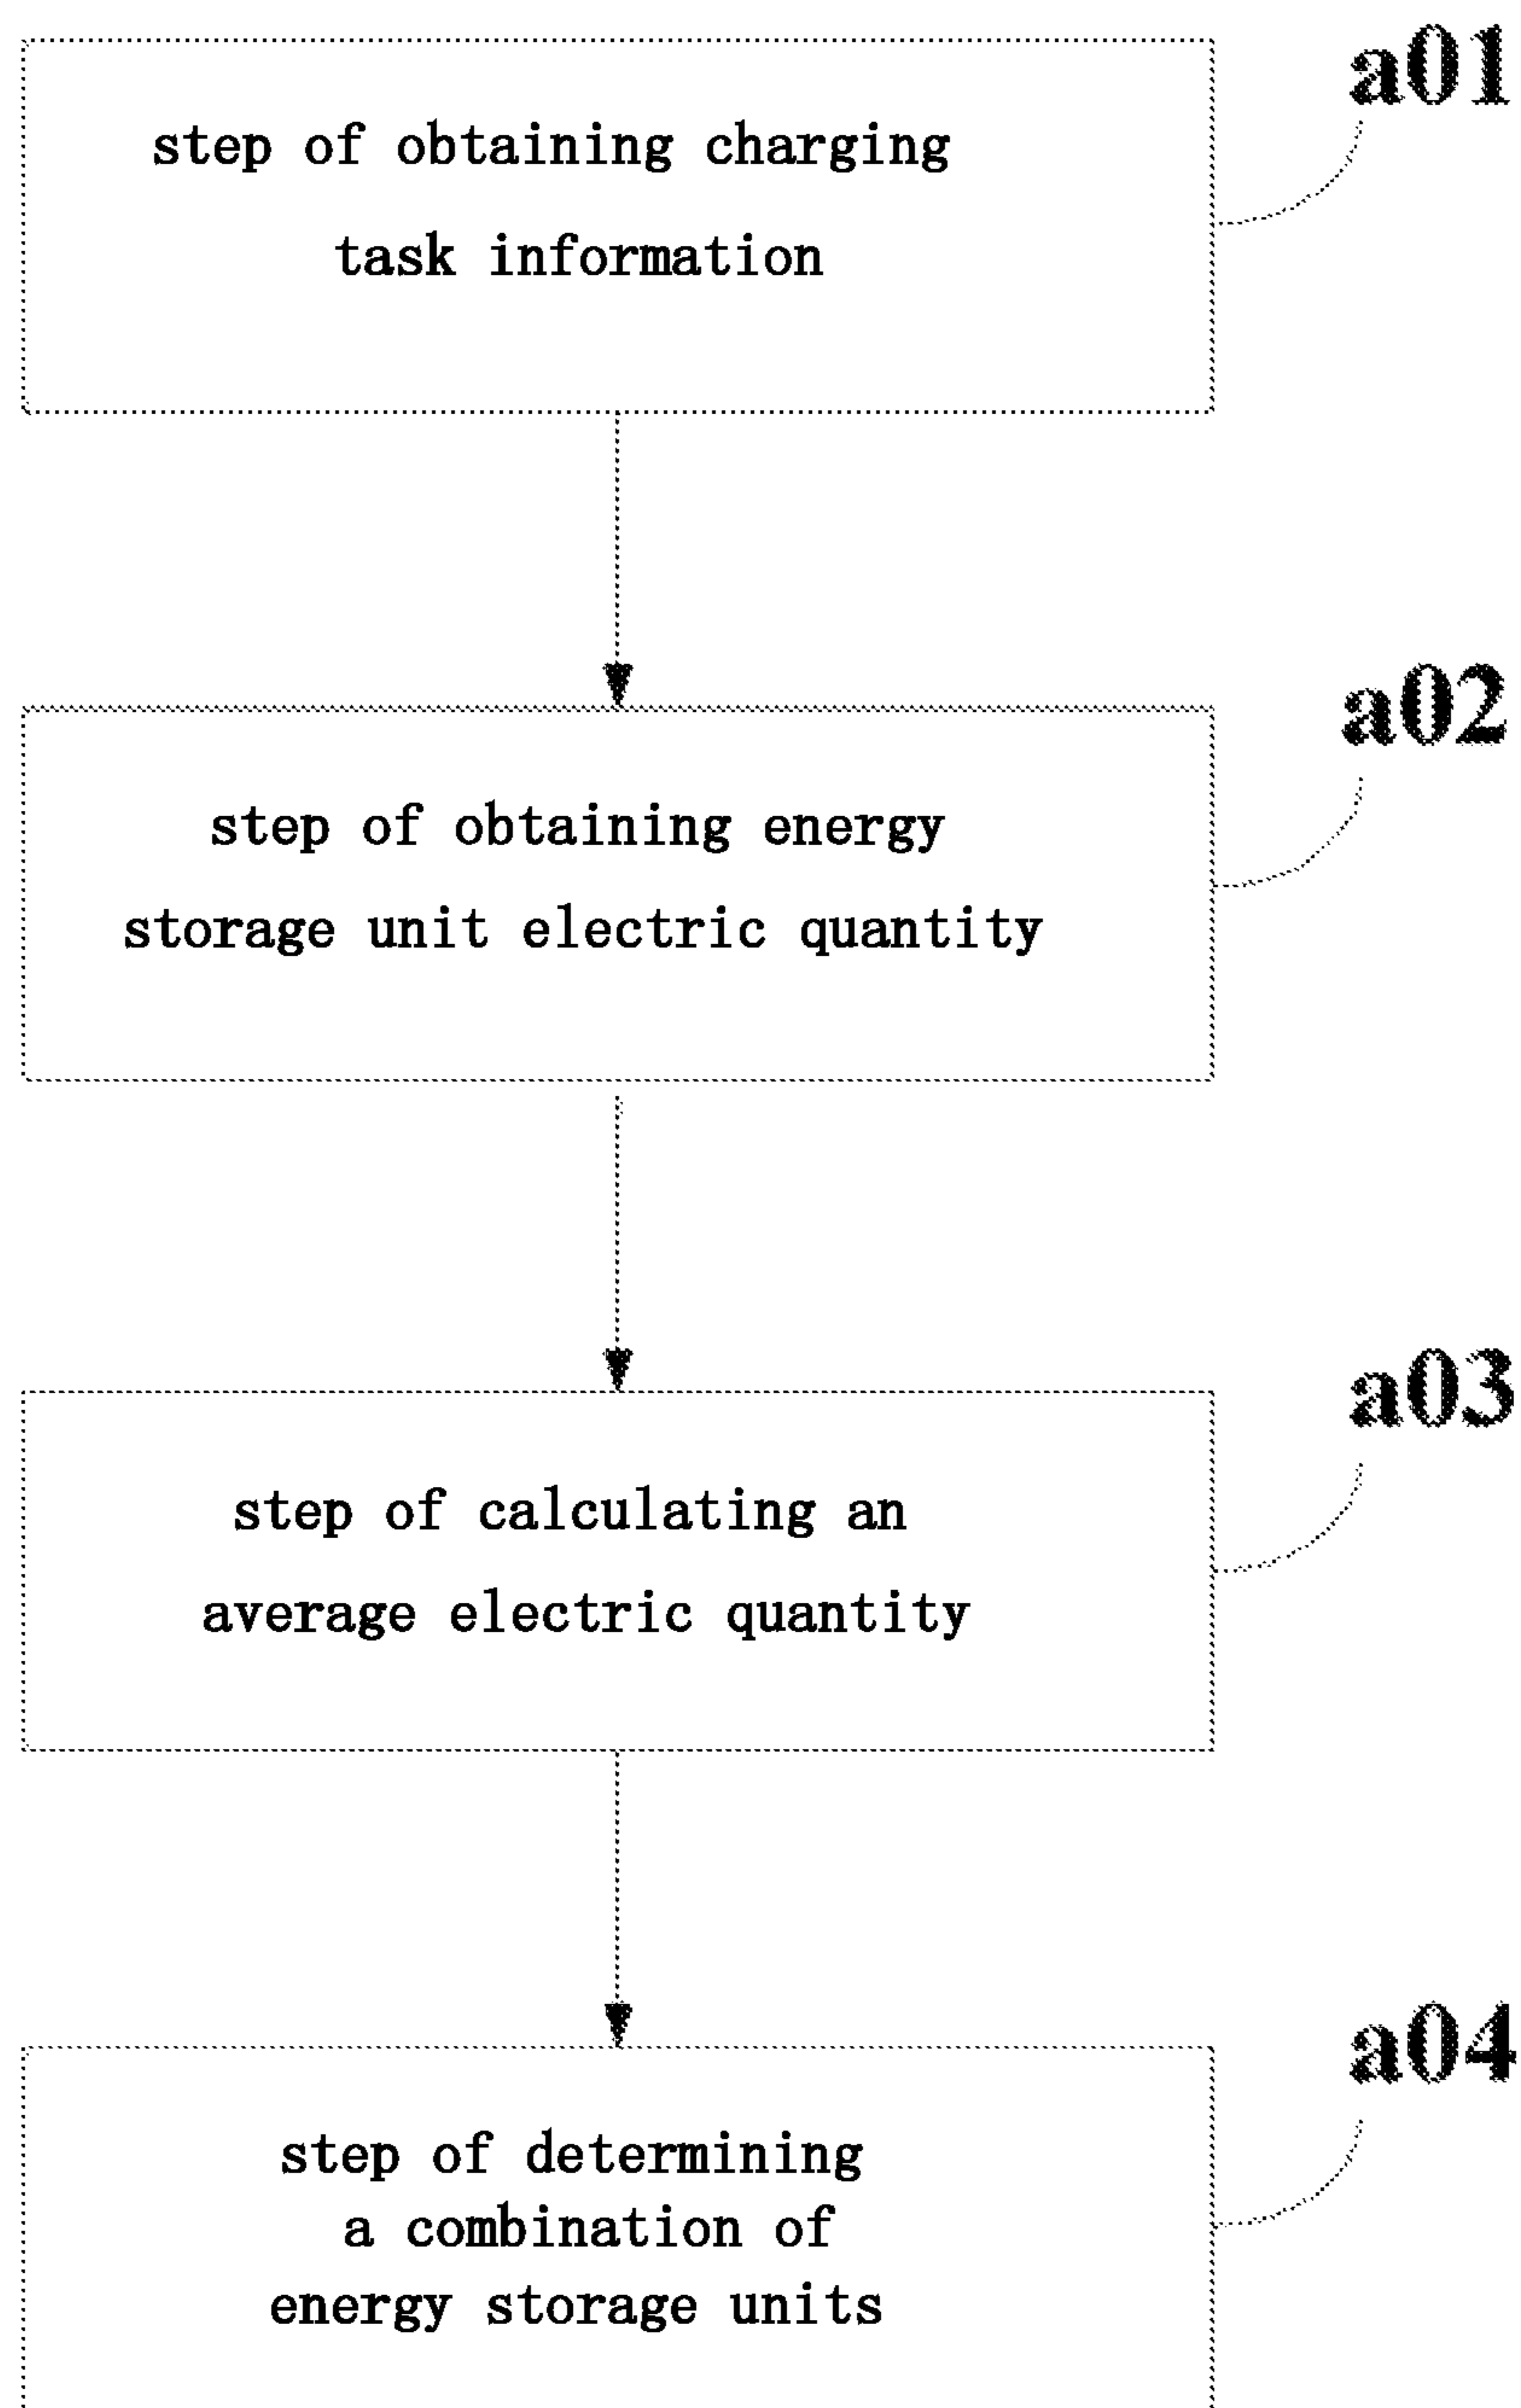 a01
step of obtaining charging
task information
a02
step of obtaining energy
storage unit electric quantity
a03
step of calculating an
average electric quantity
a04
step of determining
a combination of
energy storage units